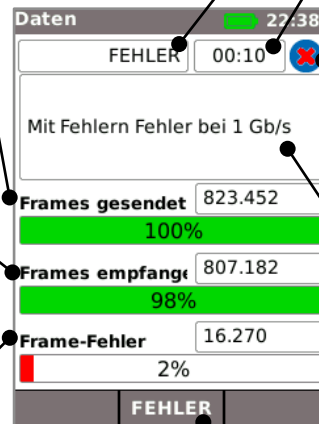 Daten 22:38
FEHLER 00:10
Mit Fehlern Fehler bei 1 Gb/s
Frames gesendet 823.452
100%
Frames empfange 807.182
98%
Frame-Fehler 16.270
2%
FEHLER